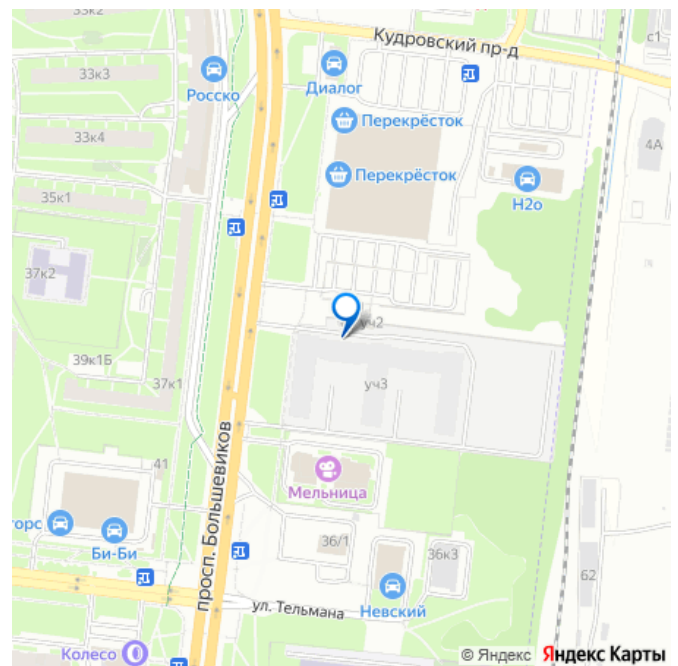 33к2
Кудровский пр-д
с1
33к3
Росско
Диалог
Перекрёсток
33к4
4А
Перекрёсток
Н2о
35к1
37к2
уч2
39к1Б
37к1
уч3
просп. Большевиков
41
Мельница
торс
Би-Би
36/1
36к3
62
ул. Тельмана
Невский
Колесо
© Яндекс Яндекс Карты